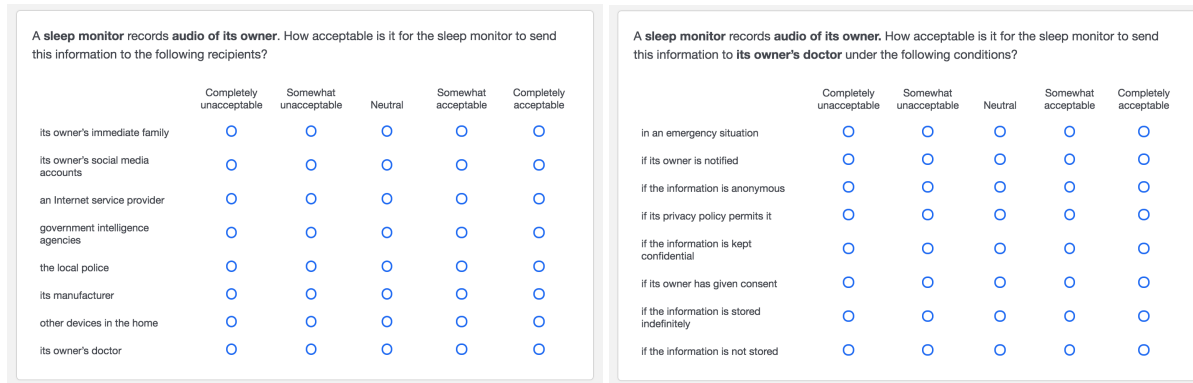 A sleep monitor records audio of its owner. How acceptable is it for the sleep monitor to send
this information to the following recipients?
Completely unacceptable
Somewhat unacceptable
Neutral
Somewhat acceptable
Completely acceptable
its owner's immediate family
its owner's social media
accounts
an Internet service provider
government intelligence
agencies
the local police
its manufacturer
other devices in the home
its owner's doctor
A sleep monitor records audio of its owner. How acceptable is it for the sleep monitor to send
this information to its owner's doctor under the following conditions?
Completely unacceptable
Somewhat unacceptable
Neutral
Somewhat acceptable
Completely acceptable
in an emergency situation
if its owner is notified
if the information is anonymous
if its privacy policy permits it
if the information is kept
confidential
if its owner has given consent
if the information is stored
indefinitely
if the information is not stored